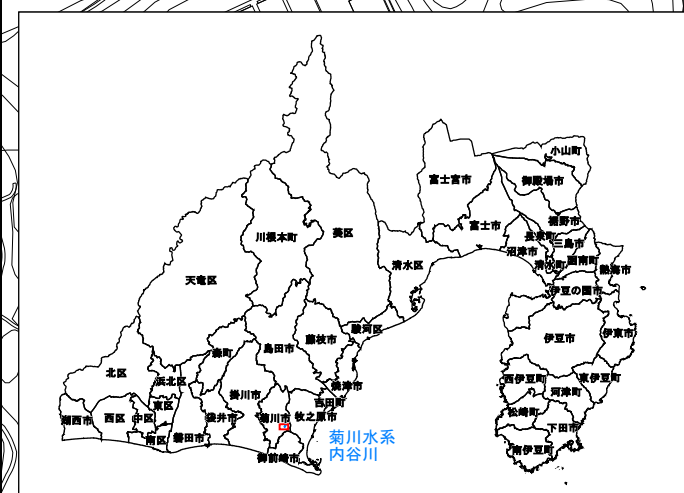 小山町
御殿場市
富士宮市
裾野市
富士市
長泉町
三島市
沼津市
清水町
函南町
熱海市
伊豆の国市
川根本町
葵区
清水区
天竜区
駿河区
伊豆市
伊東市
島田市
藤枝市
森町
北区
浜北区
焼津市
西伊豆町
東伊豆町
河津町
掛川市
吉田町
東区
松崎町
湖西市
西区
中区
袋井市
菊川市
牧之原市
下田市
南区
磐田市
南伊豆町
御前崎市
菊川水系
内谷川